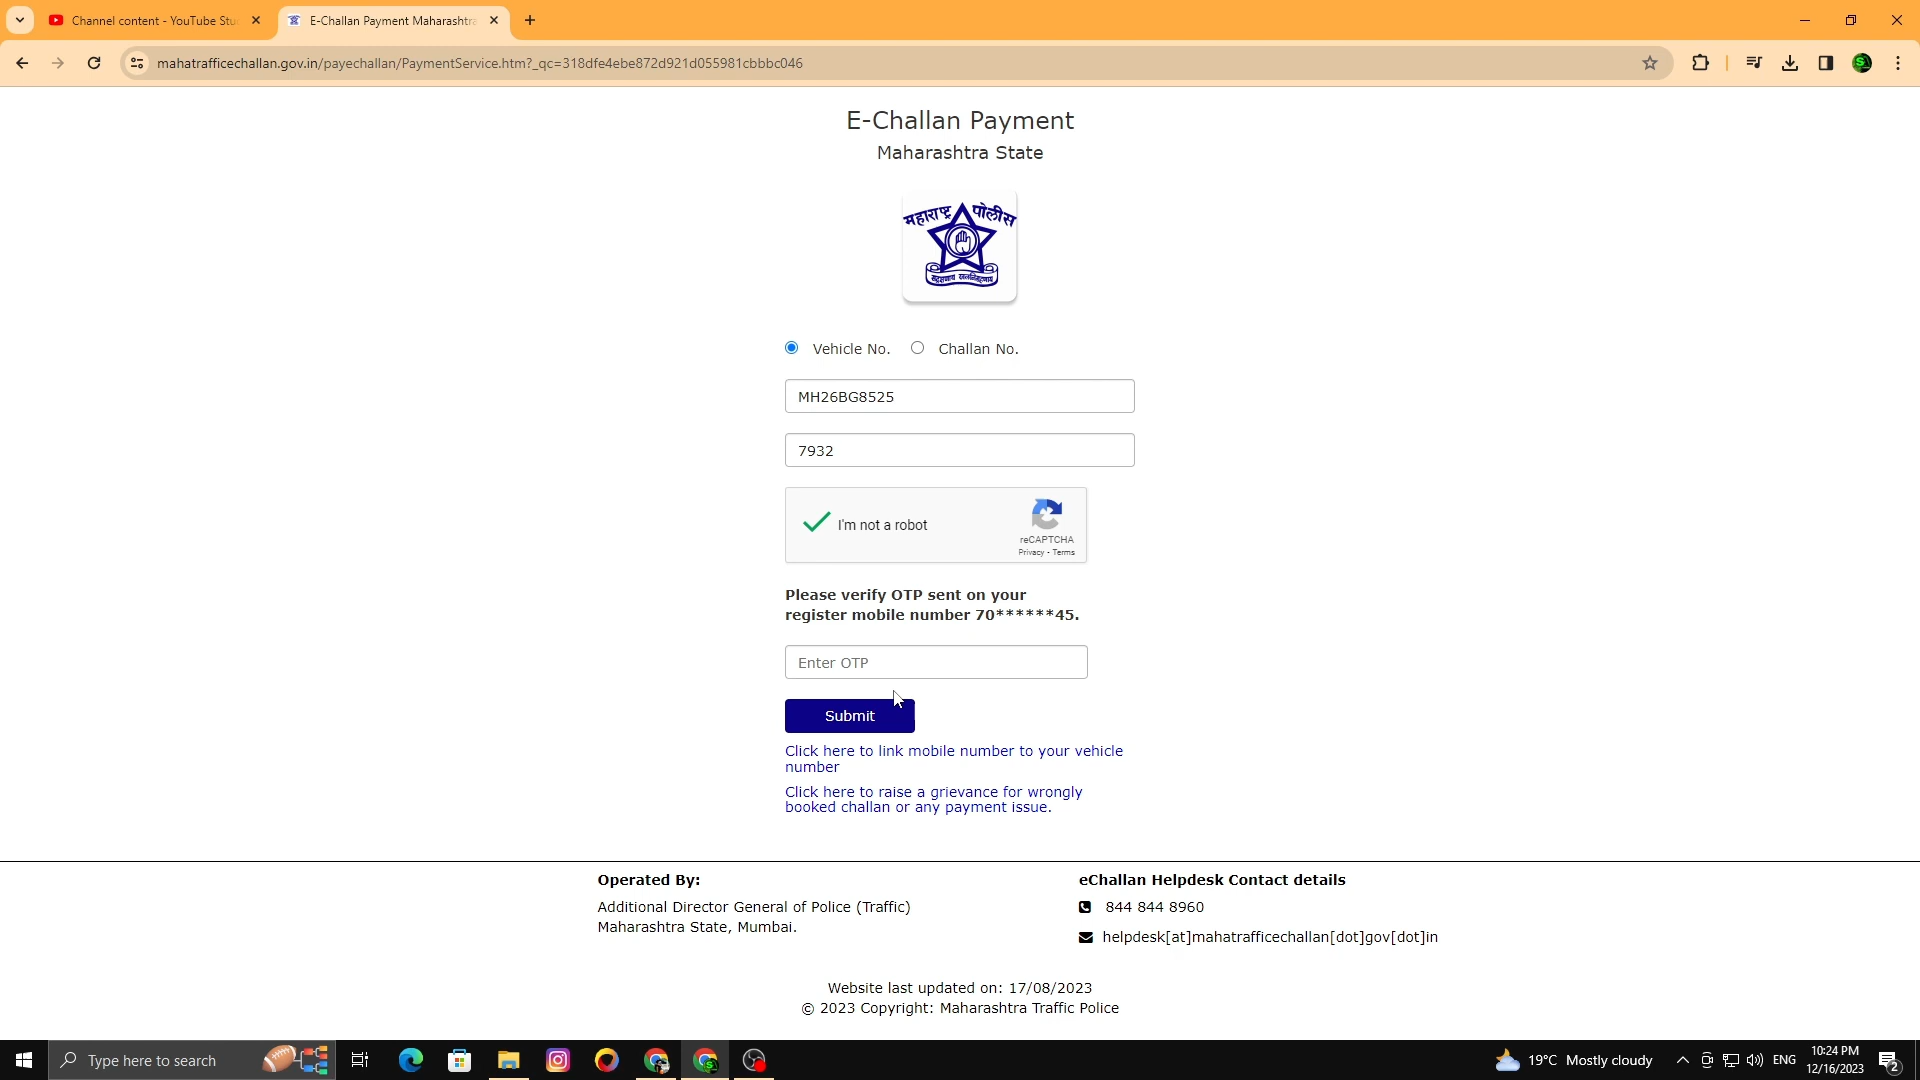 Channel content - YouTube Stu
E-Challan Payment Maharashtra
mahatrafficechallan.gov.in/payechallan/PaymentService.htm?_qc=318dfe4ebe872d921d055981cbbbc046
E-Challan Payment
Maharashtra State
महाराष्ट्र पोलीस
Vehicle No.
Challan No.
MH26BG8525
7932
I'm not a robot
reCAPTCHA
Privacy - Terms
Please verify OTP sent on your
register mobile number 70******45.
Enter OTP
Submit
Click here to link mobile number to your vehicle
number
Click here to raise a grievance for wrongly
booked challan or any payment issue.
Operated By:
Additional Director General of Police (Traffic)
Maharashtra State, Mumbai.
eChallan Helpdesk Contact details
844 844 8960
helpdesk[at]mahatrafficechallan[dot]gov[dot]in
Website last updated on: 17/08/2023
© 2023 Copyright: Maharashtra Traffic Police
Type here to search
19°C Mostly cloudy
ENG
10:24 PM
12/16/2023
2